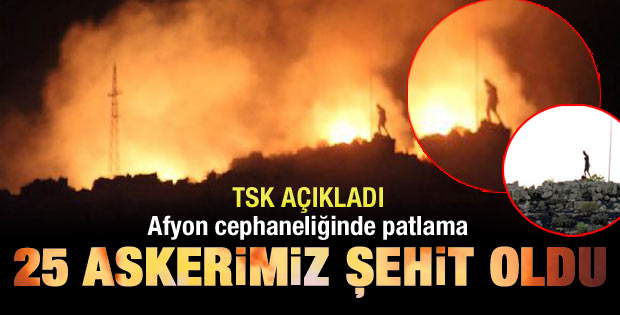 TSK AÇIKLADI
Afyon cephaneliğinde patlama
25 ASKERİMİZ ŞEHİT OLDU